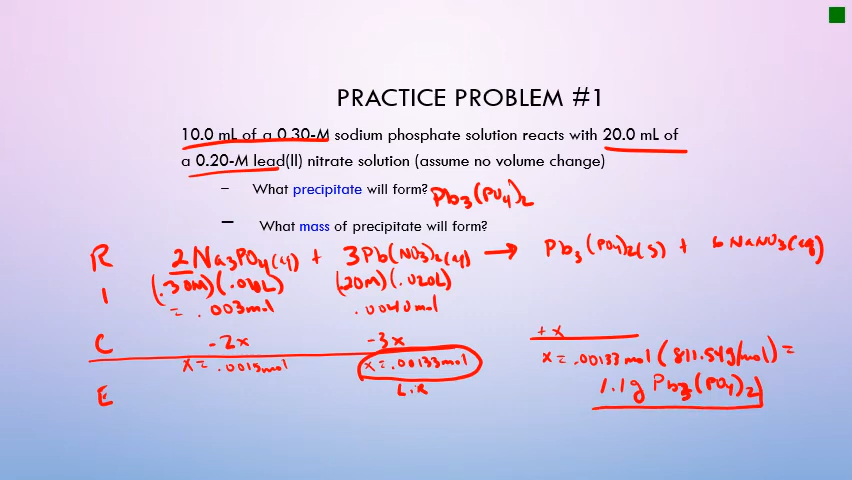 PRACTICE PROBLEM #1
10.0 mL of a 0.30-M sodium phosphate solution reacts with 20.0 mL of
a 0.20-M lead(II) nitrate solution (assume no volume change)
– What precipitate will form? Pb₃(PO₄)₂
– What mass of precipitate will form?
R 2Na₃PO₄(aq) + 3Pb(NO₃)₂(aq) → Pb₃(PO₄)₂(s) + 6NaNO₃(aq)
I (.30M)(.010L) (.20M)(.020L)
= .003mol .0040mol
C -2x -3x +x
x=.0015mol x=.00133mol x=.00133mol(811.54g/mol)=
E L.R 1.1g Pb₃(PO₄)₂